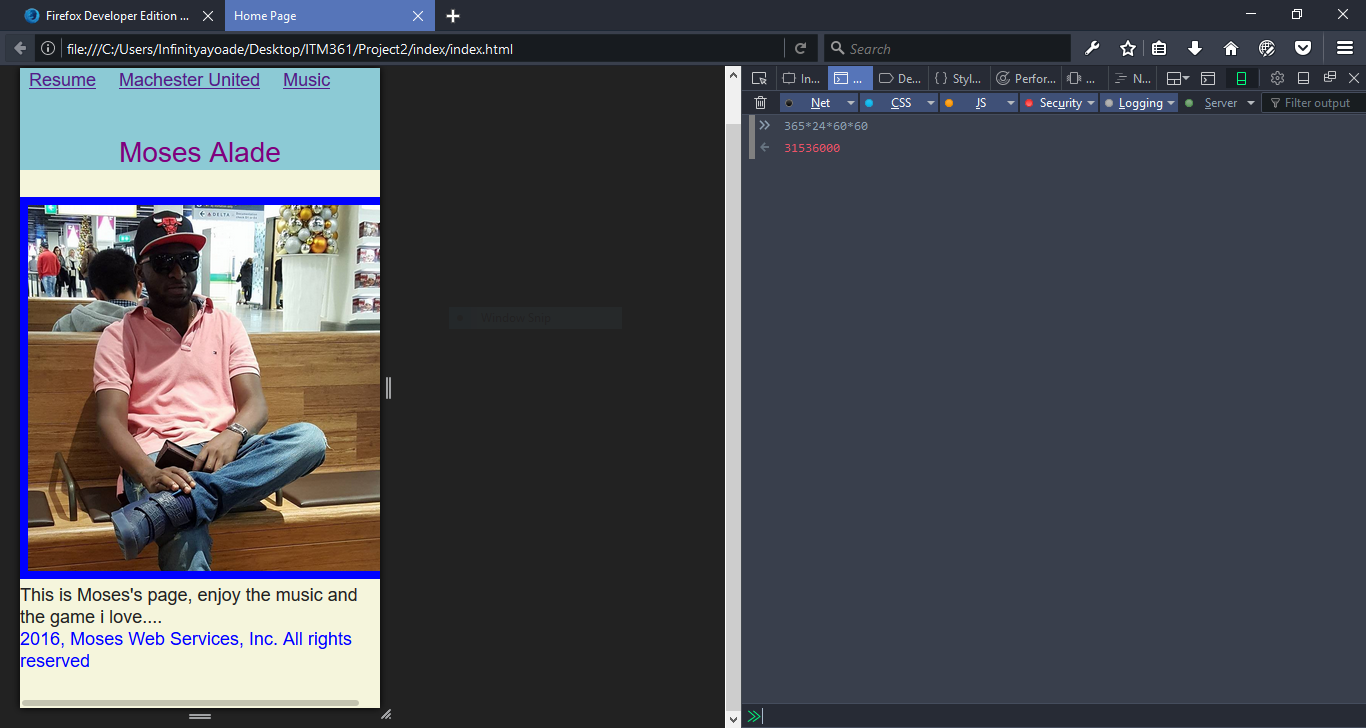 Firefox Developer Edition ...
Home Page
file:///C:/Users/Infinityayoade/Desktop/ITM361/Project2/index/index.html
Search
Resume Machester United Music
Moses Alade
DELTA
This is Moses's page, enjoy the music and
the game i love....
2016, Moses Web Services, Inc. All rights
reserved
In... ... De... { } Styl... Perfor... ... N...
Net CSS JS Security Logging Server Filter output
365*24*60*60
31536000